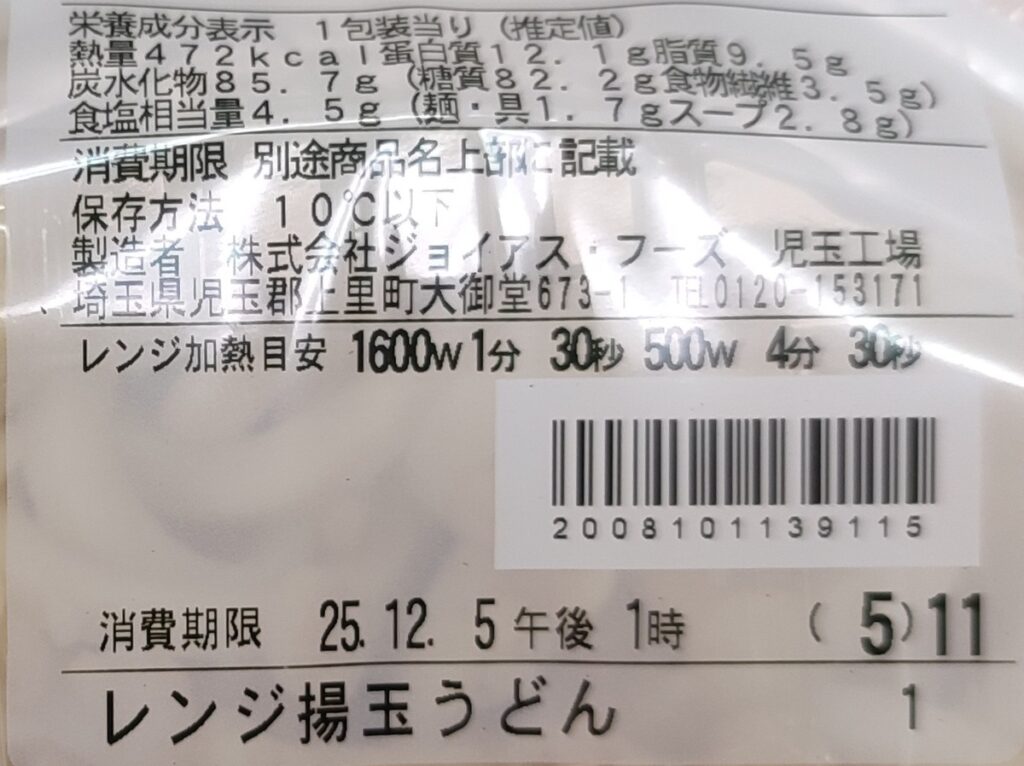 栄養成分表示 1包装当り (推定値)
熱量472kcal蛋白質12.1g脂質9.5g
炭水化物85.7g(糖質82.2g食物繊維3.5g)
食塩相当量4.5g(麺・具1.7gスープ2.8g)
消費期限 別途商品名上部に記載
保存方法 10℃以下
製造者 株式会社ジョイアス・フーズ 児玉工場
埼玉県児玉郡上里町大御堂673-1 TEL0120-153171
レンジ加熱目安 1600W 1分 30秒 500W 4分 30秒
2008101139115
消費期限 25.12. 5 午後 1時 (5)11
レンジ揚玉うどん 1